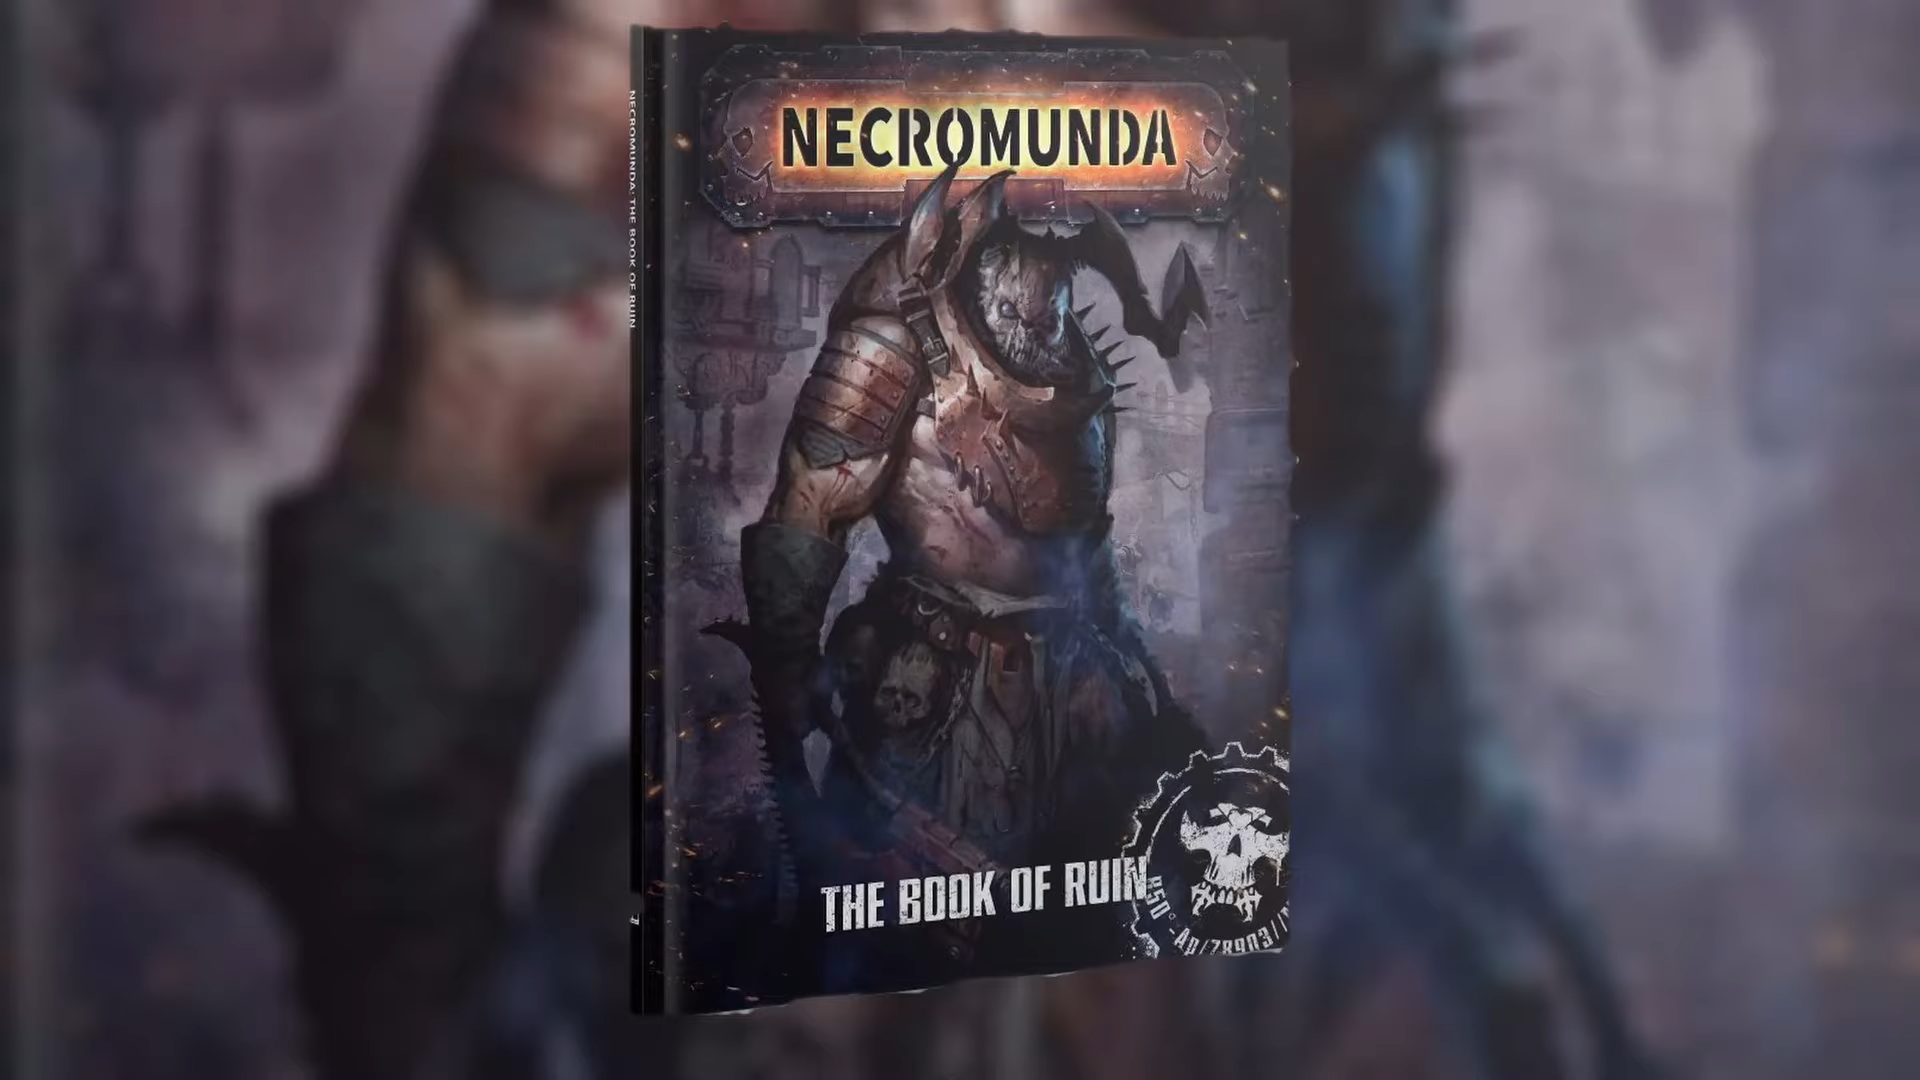 NECROMUNDA
NECROMUNDA: THE BOOK OF RUIN
THE BOOK OF RUIN